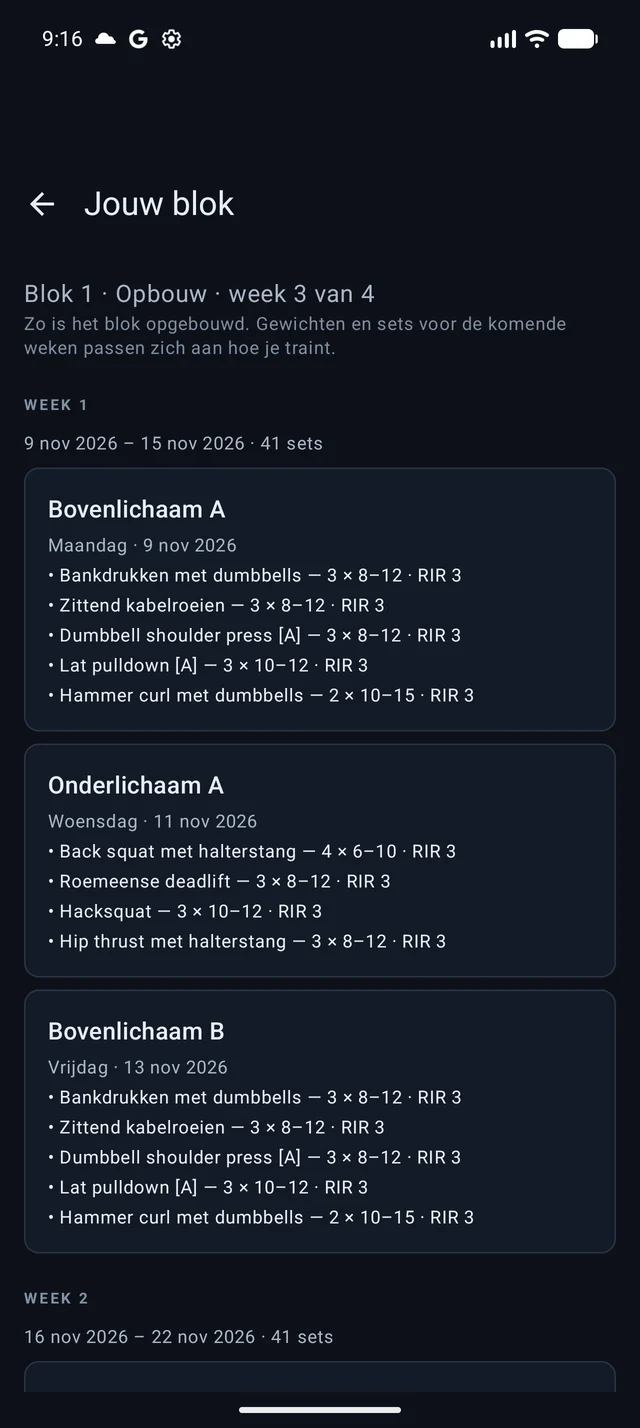 9:16
Jouw blok
Blok 1 · Opbouw · week 3 van 4
Zo is het blok opgebouwd. Gewichten en sets voor de komende
weken passen zich aan hoe je traint.
WEEK 1
9 nov 2026 – 15 nov 2026 · 41 sets
Bovenlichaam A
Maandag · 9 nov 2026
• Bankdrukken met dumbbells — 3 × 8–12 · RIR 3
• Zittend kabelroeien — 3 × 8–12 · RIR 3
• Dumbbell shoulder press [A] — 3 × 8–12 · RIR 3
• Lat pulldown [A] — 3 × 10–12 · RIR 3
• Hammer curl met dumbbells — 2 × 10–15 · RIR 3
Onderlichaam A
Woensdag · 11 nov 2026
• Back squat met halterstang — 4 × 6–10 · RIR 3
• Roemeense deadlift — 3 × 8–12 · RIR 3
• Hacksquat — 3 × 10–12 · RIR 3
• Hip thrust met halterstang — 3 × 8–12 · RIR 3
Bovenlichaam B
Vrijdag · 13 nov 2026
• Bankdrukken met dumbbells — 3 × 8–12 · RIR 3
• Zittend kabelroeien — 3 × 8–12 · RIR 3
• Dumbbell shoulder press [A] — 3 × 8–12 · RIR 3
• Lat pulldown [A] — 3 × 10–12 · RIR 3
• Hammer curl met dumbbells — 2 × 10–15 · RIR 3
WEEK 2
16 nov 2026 – 22 nov 2026 · 41 sets